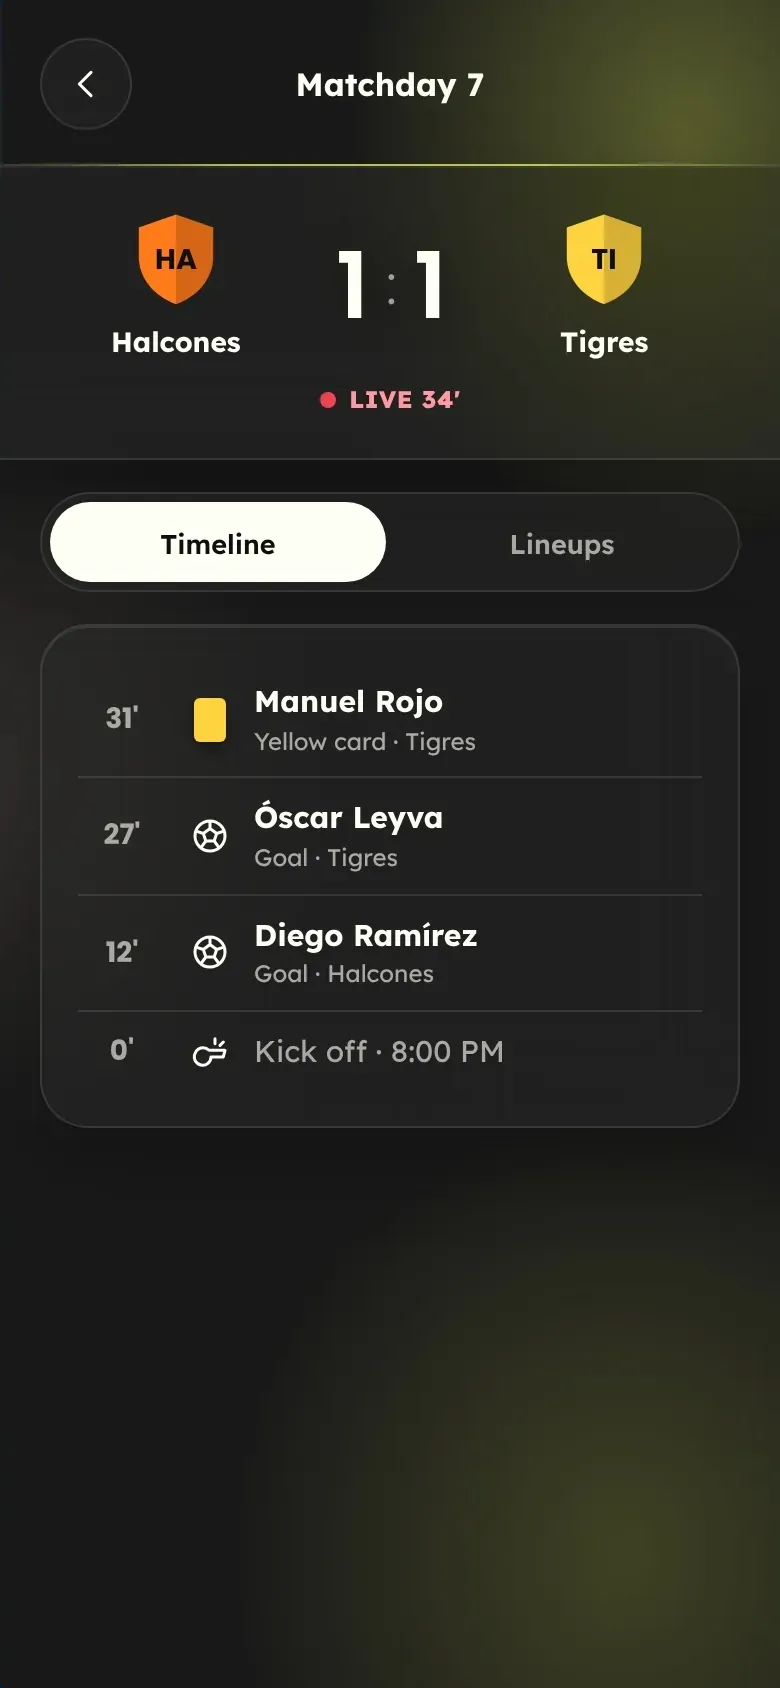 Matchday 7
HA
TI
1 : 1
Halcones
Tigres
LIVE 34'
Timeline
Lineups
31'
Manuel Rojo
Yellow card · Tigres
27'
Óscar Leyva
Goal · Tigres
12'
Diego Ramírez
Goal · Halcones
0'
Kick off · 8:00 PM